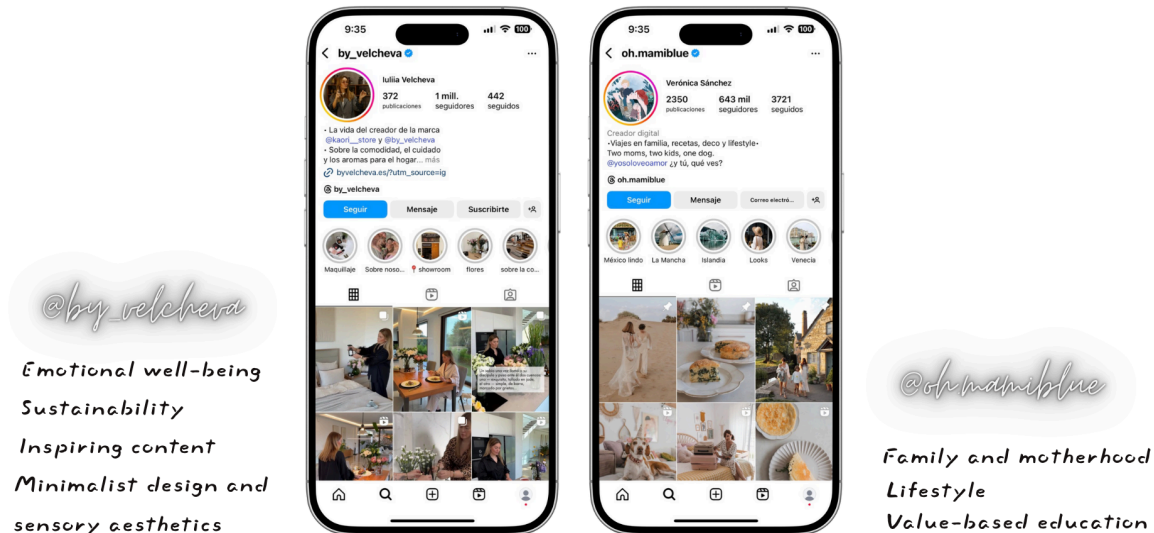 9:35
100
by_velcheva
Iuliia Velcheva
372 1 mill. 442
publicaciones seguidores seguidos
• La vida del creador de la marca
@kaori__store y @by_velcheva
• Sobre la comodidad, el cuidado
y los aromas para el hogar... más
byvelcheva.es/?utm_source=ig
by_velcheva
Seguir Mensaje Suscribirte
Maquillaje Sobre noso... showroom flores sobre la co...
9:35
100
oh.mamiblue
Verónica Sánchez
2350 643 mil 3721
publicaciones seguidores seguidos
Creador digital
•Viajes en familia, recetas, deco y lifestyle•
Two moms, two kids, one dog.
@yosoloveoamor ¿y tú, qué ves?
oh.mamiblue
Seguir Mensaje Correo electró...
México lindo La Mancha Islandia Looks Venecia
@by_velcheva
Emotional well-being
Sustainability
Inspiring content
Minimalist design and
sensory aesthetics
@oh.mamiblue
Family and motherhood
Lifestyle
Value-based education